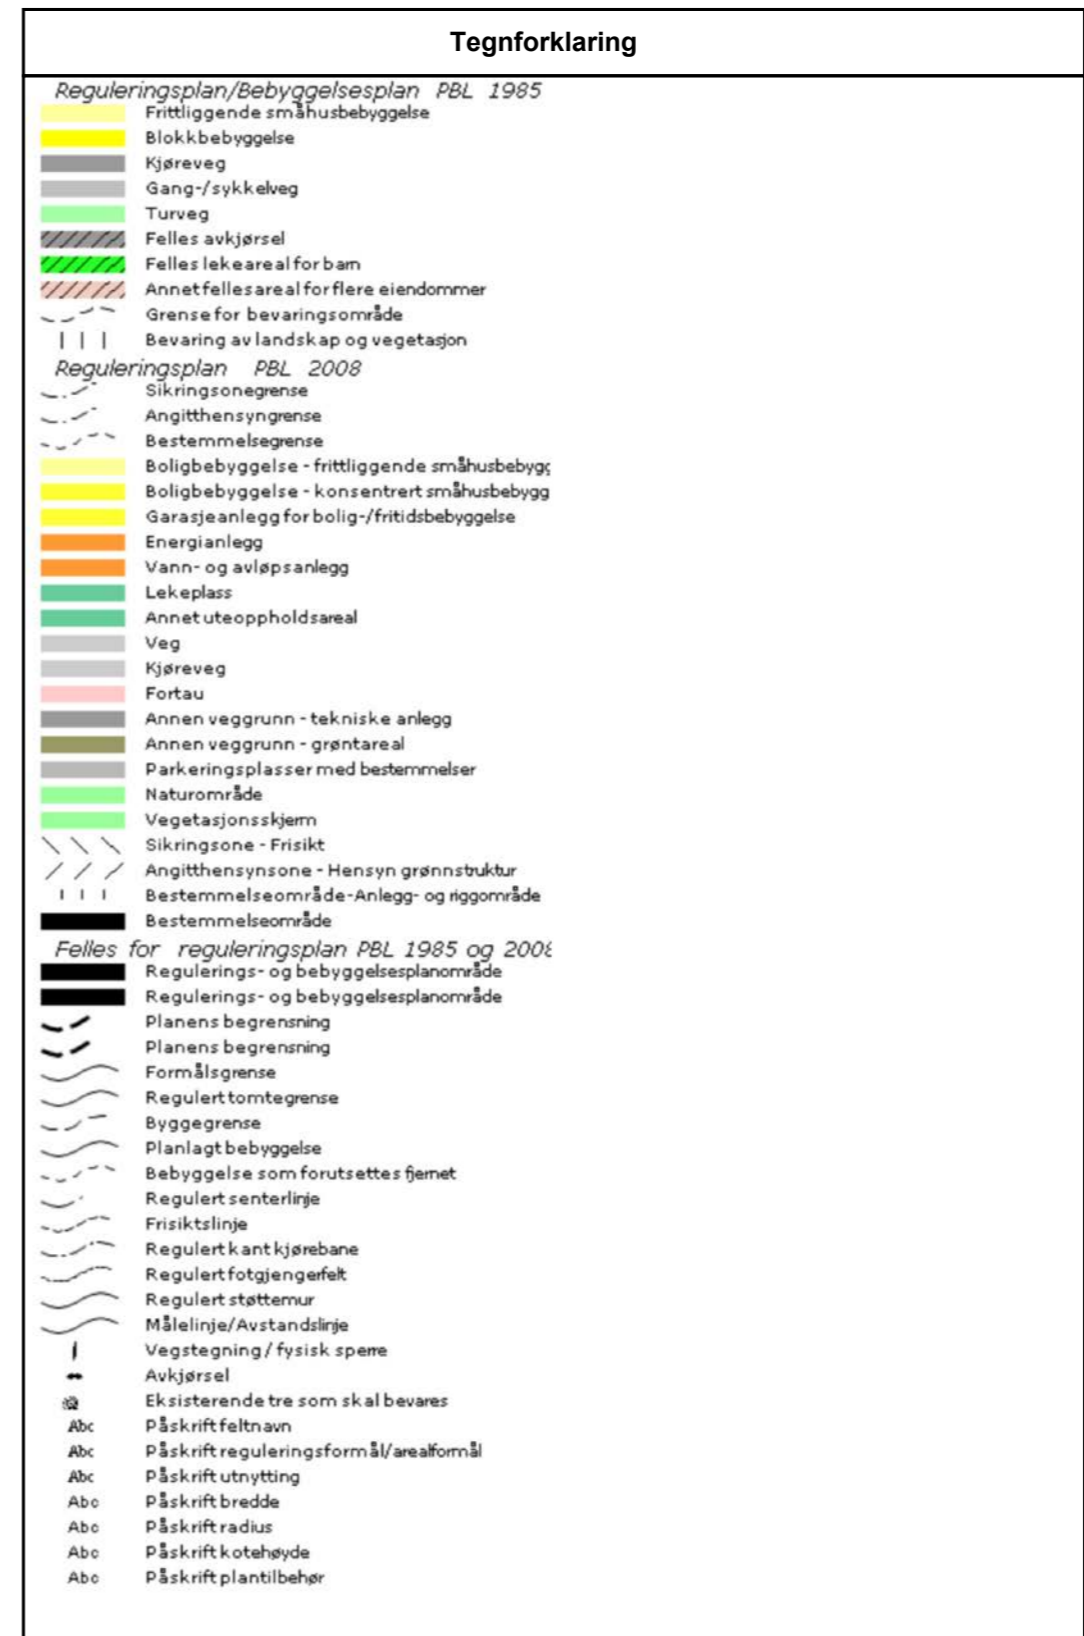 Tegnforklaring
Reguleringsplan/Bebyggelsesplan PBL 1985
Frittliggende småhusbebyggelse
Blokkbebyggelse
Kjøreveg
Gang-/sykkelveg
Turveg
Felles avkjørsel
Felles lekeareal for barn
Annet fellesareal for flere eiendommer
Grense for bevaringsområde
Bevaring av landskap og vegetasjon
Reguleringsplan PBL 2008
Sikringsonegrense
Angitthensyngrense
Bestemmelsegrense
Boligbebyggelse - frittliggende småhusbebygg
Boligbebyggelse - konsentrert småhusbebygg
Garasjeanlegg for bolig-/fritidsbebyggelse
Energianlegg
Vann- og avløpsanlegg
Lekeplass
Annet uteoppholdsareal
Veg
Kjøreveg
Fortau
Annen veggrunn - tekniske anlegg
Annen veggrunn - grøntareal
Parkeringsplasser med bestemmelser
Naturområde
Vegetasjonsskjerm
Sikringsone - Frisikt
Angitthensynsone - Hensyn grønnstruktur
Bestemmelseområde-Anlegg- og riggområde
Bestemmelseområde
Felles for reguleringsplan PBL 1985 og 2008
Regulerings- og bebyggelsesplanområde
Regulerings- og bebyggelsesplanområde
Planens begrensning
Planens begrensning
Formålsgrense
Regulert tomtegrense
Byggegrense
Planlagt bebyggelse
Bebyggelse som forutsettes fjernet
Regulert senterlinje
Frisiktslinje
Regulert kant kjørebane
Regulert fotgjengerfelt
Regulert støttemur
Målelinje/Avstandslinje
Vegstegning / fysisk sperre
Avkjørsel
Eksisterende tre som skal bevares
Abc Påskrift feltnavn
Abc Påskrift reguleringsformål/arealformål
Abc Påskrift utnytting
Abc Påskrift bredde
Abc Påskrift radius
Abc Påskrift kotehøyde
Abc Påskrift plantilbehør